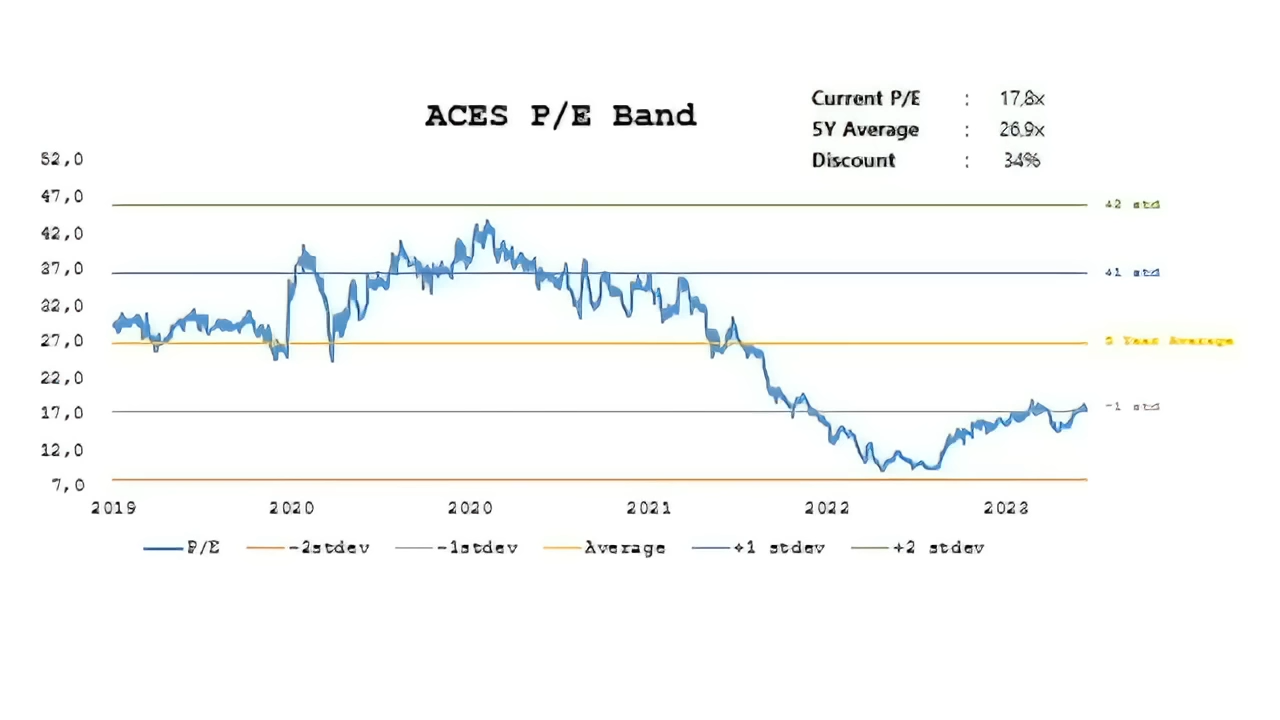 ACES P/E Band
Current P/E : 17,8x
5Y Average : 26,9x
Discount : 34%
52,0
47,0
42,0
37,0
32,0
27,0
22,0
17,0
12,0
7,0
+2 std
+1 std
5 Year Average
-1 std
2019 2020 2020 2021 2022 2023
P/E -2stdev -1stdev Average +1 stdev +2 stdev